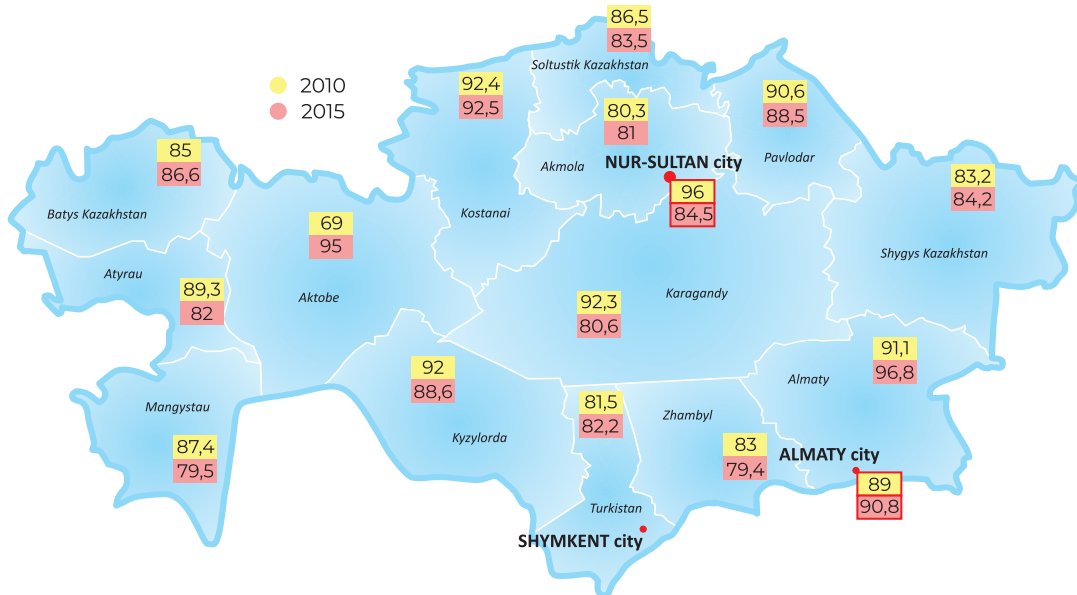 86,5
83,5
Soltustik Kazakhstan
2010
2015
92,4
92,5
90,6
88,5
80,3
81
Akmola
Pavlodar
NUR-SULTAN city
96
84,5
85
86,6
Batys Kazakhstan
83,2
84,2
Shygys Kazakhstan
Kostanai
69
95
Aktobe
Atyrau
89,3
82
Karagandy
92,3
80,6
91,1
96,8
Almaty
92
88,6
Kyzylorda
81,5
82,2
Zhambyl
83
79,4
Mangystau
87,4
79,5
ALMATY city
89
90,8
Turkistan
SHYMKENT city